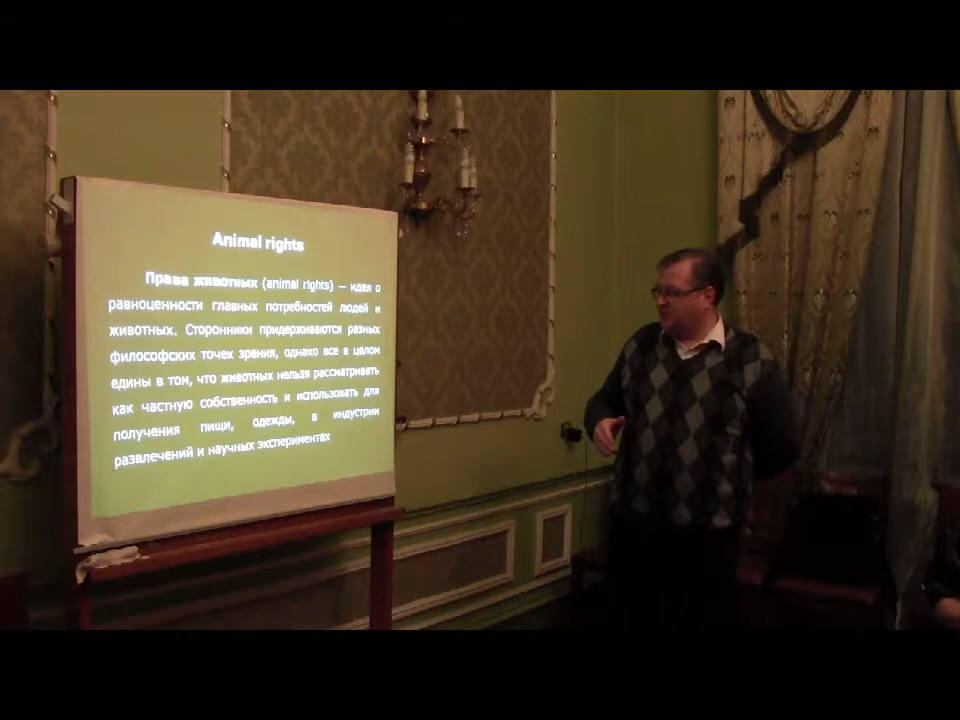 Animal rights
Права животных (animal rights) — идея о
равноценности главных потребностей людей и
животных. Сторонники придерживаются разных
философских точек зрения, однако все в целом
едины в том, что животных нельзя рассматривать
как частную собственность и использовать для
получения пищи, одежды, в индустрии
развлечений и научных экспериментах